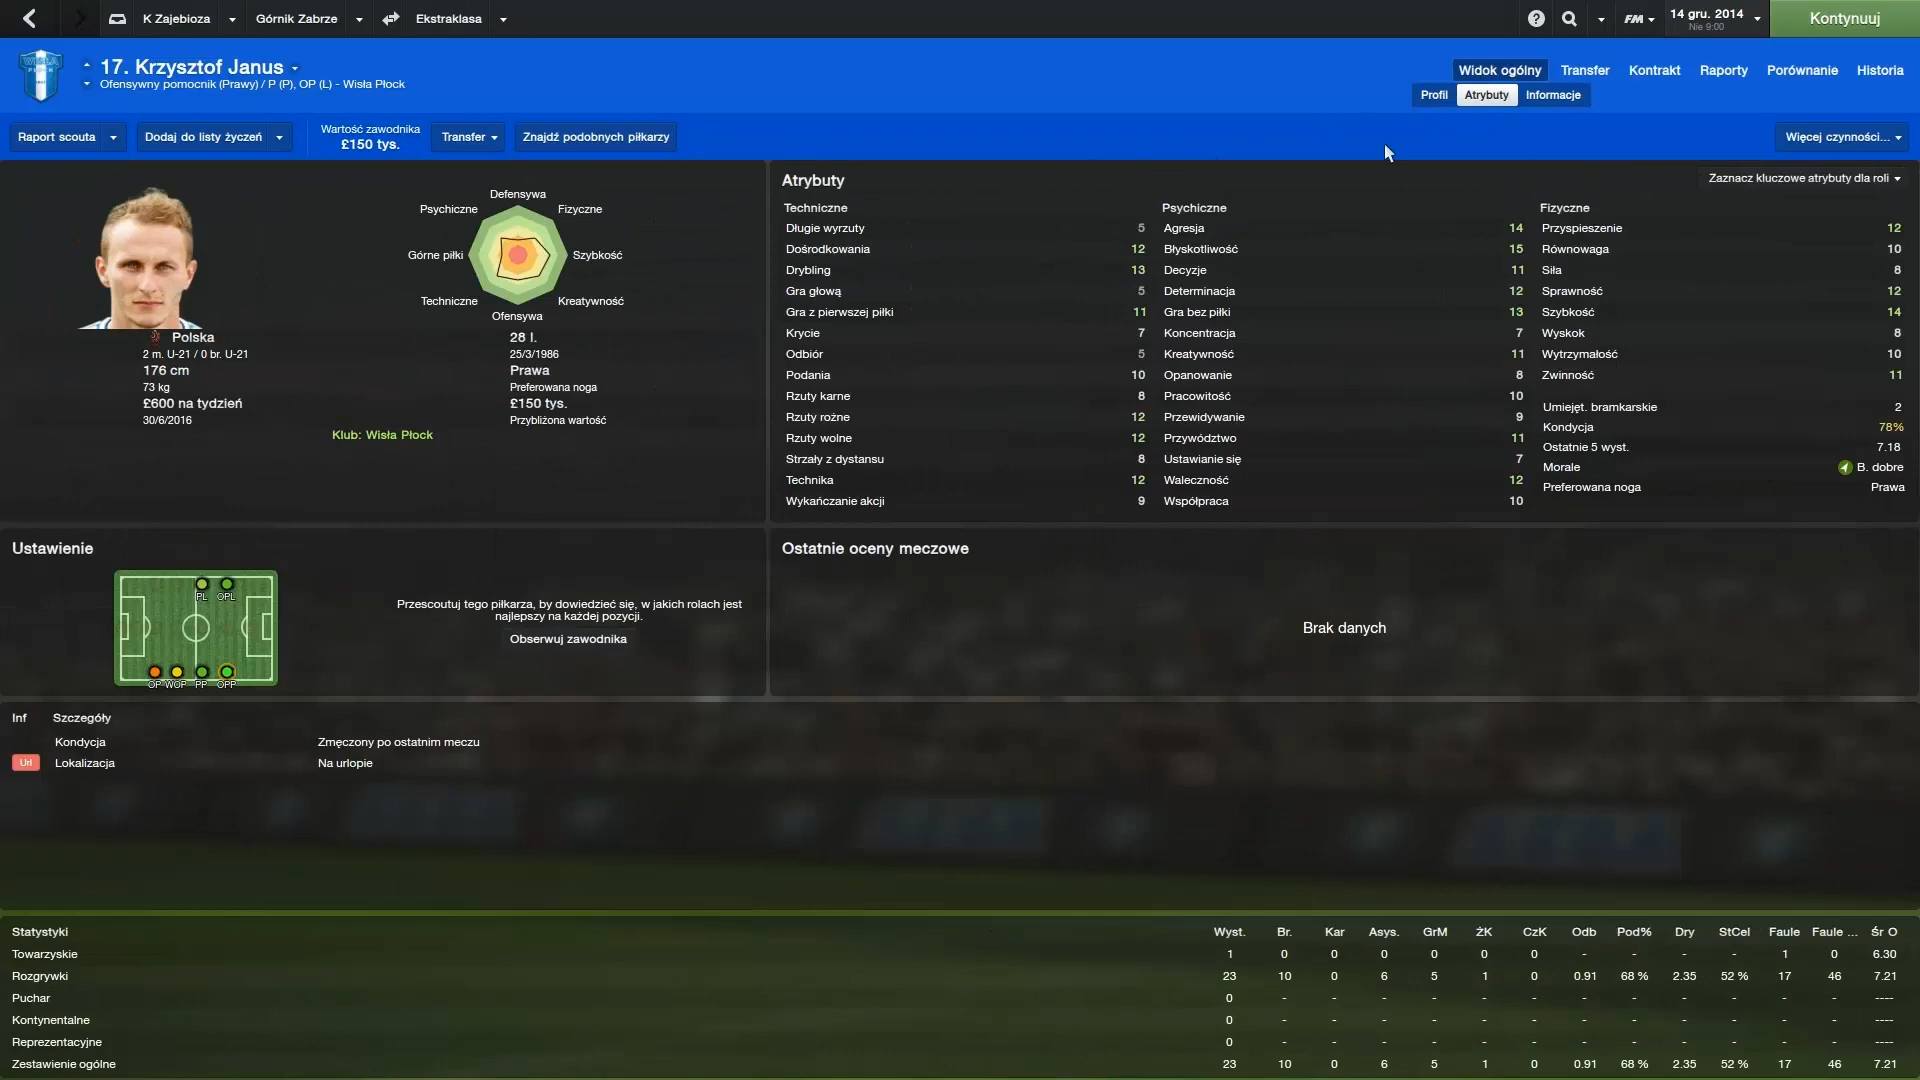 K Zajebioza
Górnik Zabrze
Ekstraklasa
FM
14 gru. 2014
Nie 9:00
Kontynuuj
17. Krzysztof Janus
Ofensywny pomocnik (Prawy) / P (P), OP (L) - Wisła Płock
Widok ogólny Transfer Kontrakt Raporty Porównanie Historia
Profil Atrybuty Informacje
Raport scouta
Dodaj do listy życzeń
Wartość zawodnika
£150 tys.
Transfer
Znajdź podobnych piłkarzy
Więcej czynności...
Defensywa
Psychiczne
Fizyczne
Górne piłki
Szybkość
Techniczne
Kreatywność
Ofensywa
Polska
2 m. U-21 / 0 br. U-21
176 cm
73 kg
£600 na tydzień
30/6/2016
28 l.
25/3/1986
Prawa
Preferowana noga
£150 tys.
Przybliżona wartość
Klub: Wisła Płock
Atrybuty
Zaznacz kluczowe atrybuty dla roli
Techniczne
Długie wyrzuty 5
Dośrodkowania 12
Drybling 13
Gra głową 5
Gra z pierwszej piłki 11
Krycie 7
Odbiór 5
Podania 10
Rzuty karne 8
Rzuty rożne 12
Rzuty wolne 12
Strzały z dystansu 8
Technika 12
Wykańczanie akcji 9
Psychiczne
Agresja 14
Błyskotliwość 15
Decyzje 11
Determinacja 12
Gra bez piłki 13
Koncentracja 7
Kreatywność 11
Opanowanie 8
Pracowitość 10
Przewidywanie 9
Przywództwo 11
Ustawianie się 7
Waleczność 12
Współpraca 10
Fizyczne
Przyspieszenie 12
Równowaga 10
Siła 8
Sprawność 12
Szybkość 14
Wyskok 8
Wytrzymałość 10
Zwinność 11
Umiejęt. bramkarskie 2
Kondycja 78%
Ostatnie 5 wyst. 7.18
Morale B. dobre
Preferowana noga Prawa
Ustawienie
PL OPL
OP WOP PP OPP
Przescoutuj tego piłkarza, by dowiedzieć się, w jakich rolach jest
najlepszy na każdej pozycji.
Obserwuj zawodnika
Ostatnie oceny meczowe
Brak danych
Inf Szczegóły
Kondycja Zmęczony po ostatnim meczu
Url Lokalizacja Na urlopie
Statystyki Wyst. Br. Kar Asys. GrM ŻK CzK Odb Pod% Dry StCel Faule Faule ... Śr O
Towarzyskie 1 0 0 0 0 0 0 - - - - 1 0 6.30
Rozgrywki 23 10 0 6 5 1 0 0.91 68 % 2.35 52 % 17 46 7.21
Puchar 0 - - - - - - - - - - - - ----
Kontynentalne 0 - - - - - - - - - - - - ----
Reprezentacyjne 0 - - - - - - - - - - - - ----
Zestawienie ogólne 23 10 0 6 5 1 0 0.91 68 % 2.35 52 % 17 46 7.21